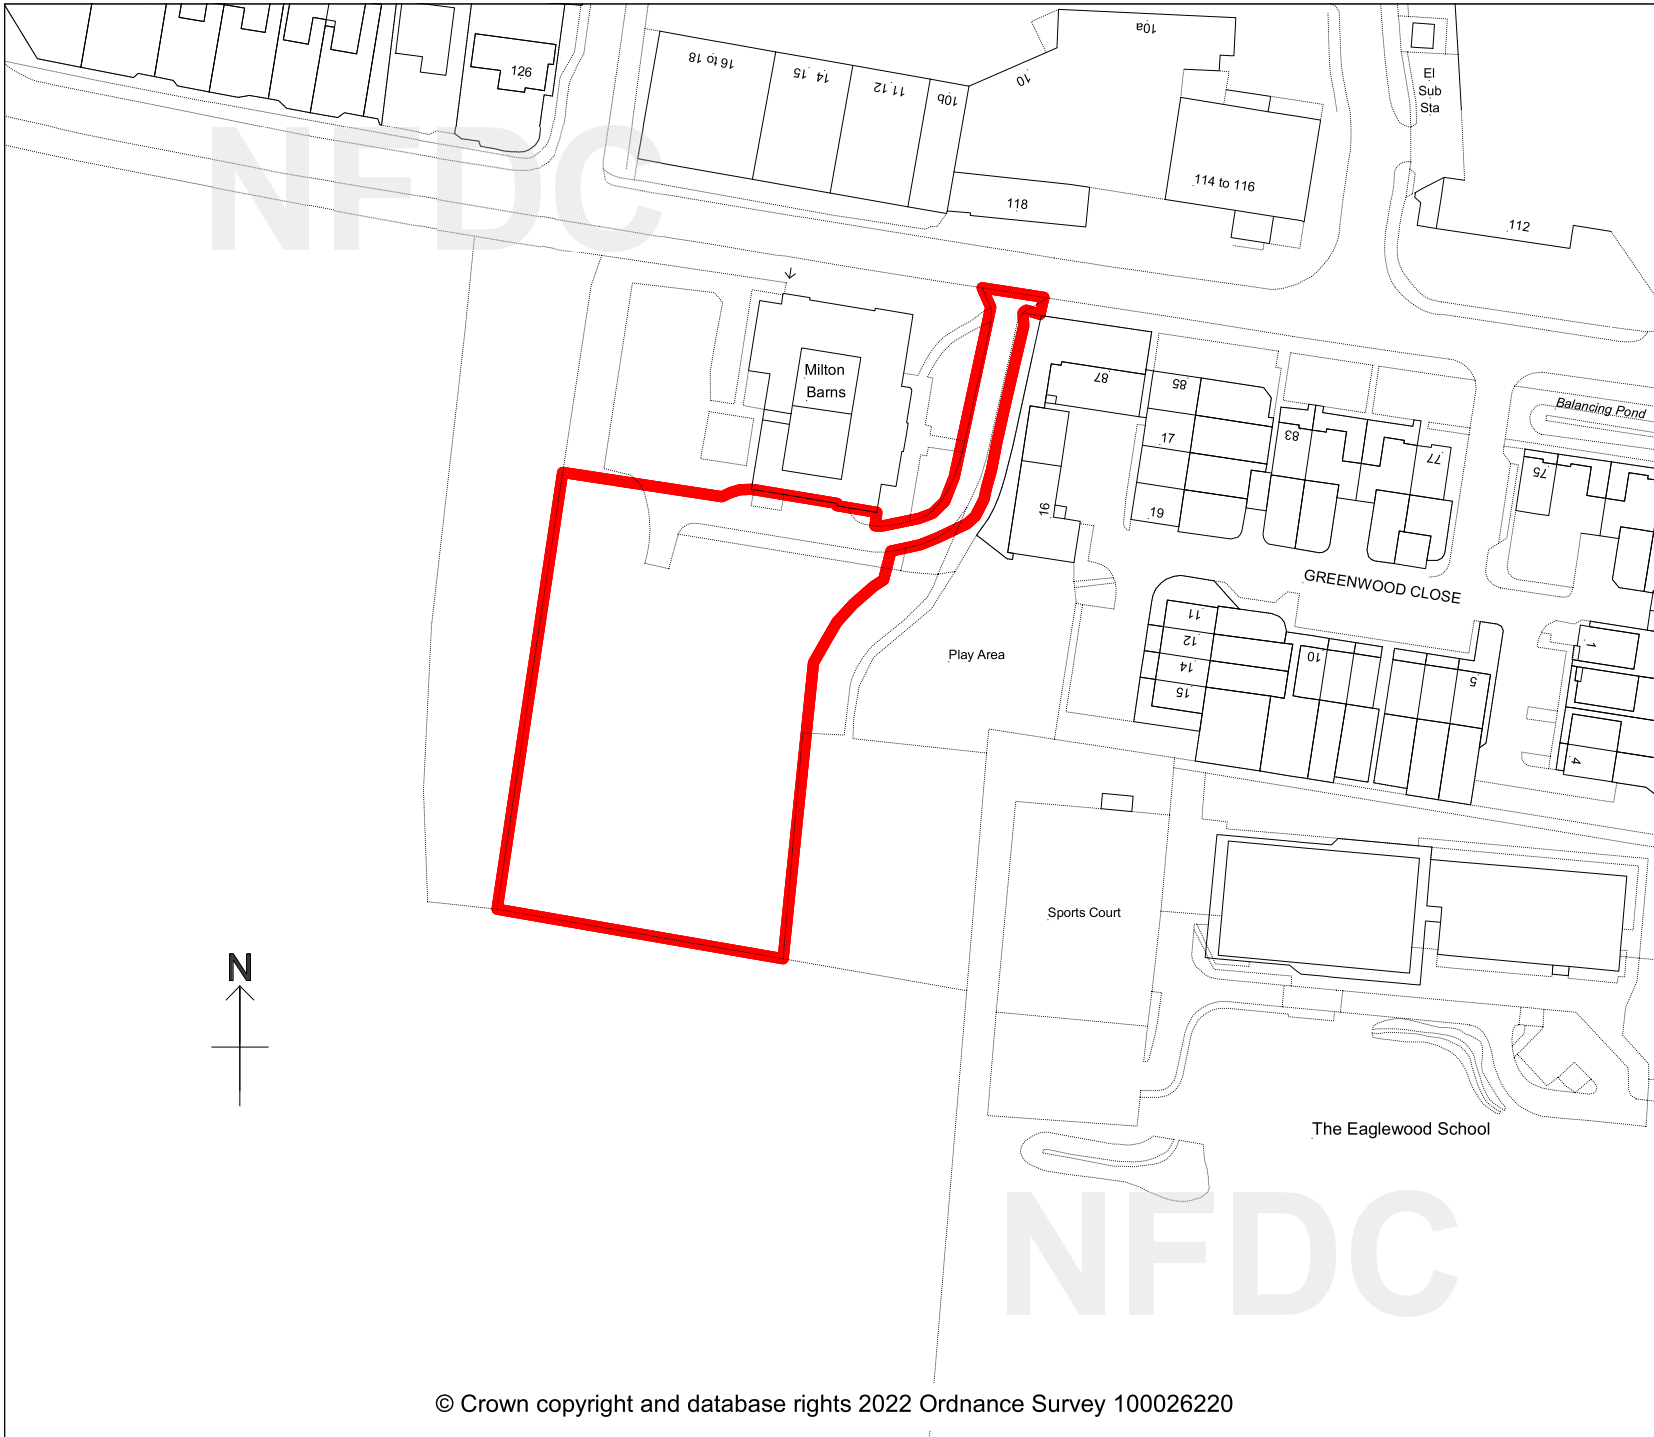 10a
16 to 18
14 15
11 12
10b
10
126
El
Sub
Sta
NFDC
114 to 116
118
112
Milton
Barns
87
85
Balancing Pond
17
83
77
75
16
19
GREENWOOD CLOSE
11
12
14
15
10
5
1
4
Play Area
Sports Court
N
The Eaglewood School
NFDC
© Crown copyright and database rights 2022 Ordnance Survey 100026220